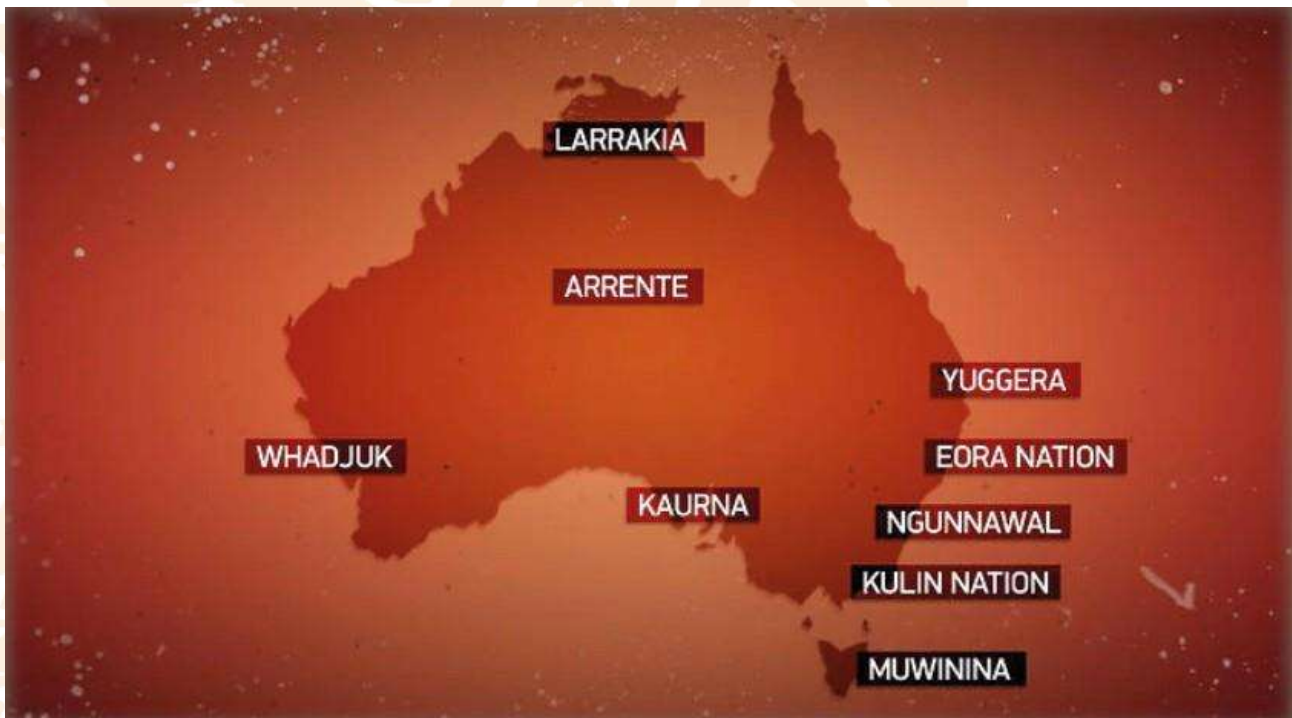 LARRAKIA
ARRENTE
YUGGERA
WHADJUK
EORA NATION
KAURNA
NGUNNAWAL
KULIN NATION
MUWININA